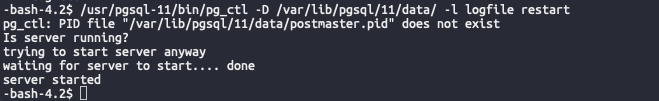 -bash-4.2$ /usr/pgsql-11/bin/pg_ctl -D /var/lib/pgsql/11/data/ -l logfile restart
pg_ctl: PID file "/var/lib/pgsql/11/data/postmaster.pid" does not exist
Is server running?
trying to start server anyway
waiting for server to start.... done
server started
-bash-4.2$